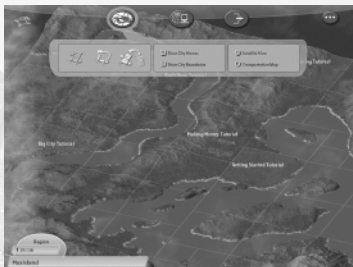 Show City Names
Show City Boundaries
Satellite View
Transportation Map
Big City Tutorial
Making Money Tutorial
Getting Started Tutorial
Region
Maxisland